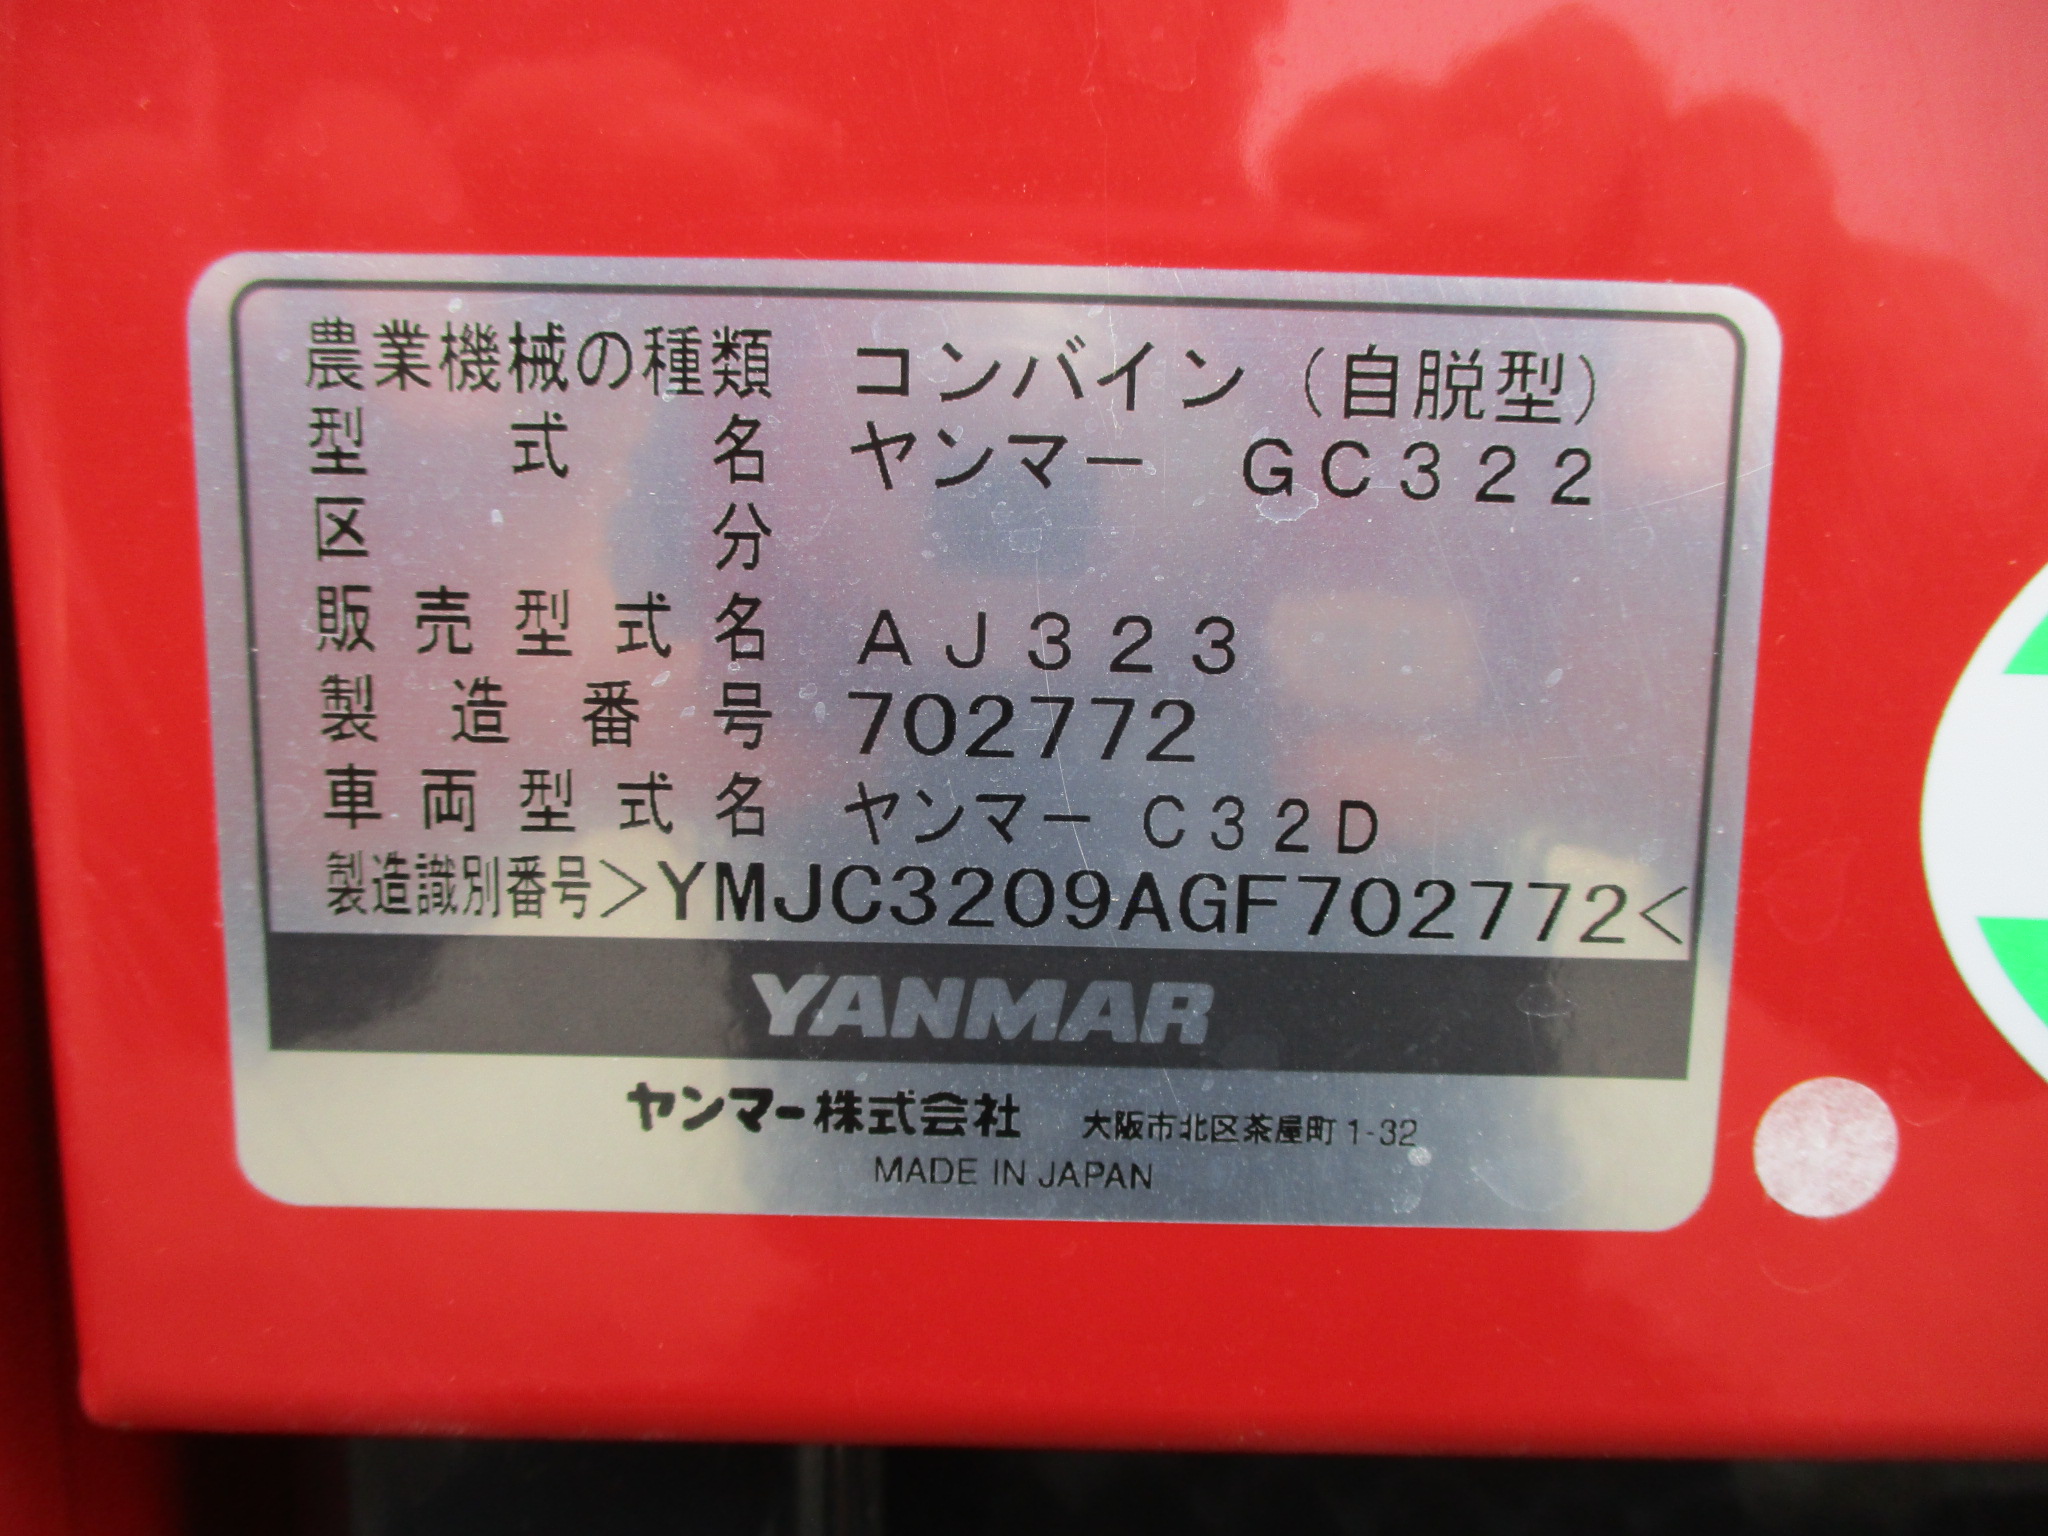 農業機械の種類 コンバイン（自脱型）
型式名 ヤンマー GC322
区分
販売型式名 AJ323
製造番号 702772
車両型式名 ヤンマー C32D
製造識別番号>YMJC3209AGF702772<
YANMAR
ヤンマー株式会社 大阪市北区茶屋町1-32
MADE IN JAPAN